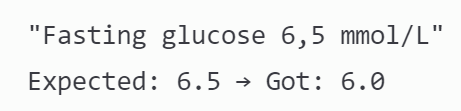 "Fasting glucose 6,5 mmol/L"
Expected: 6.5 → Got: 6.0